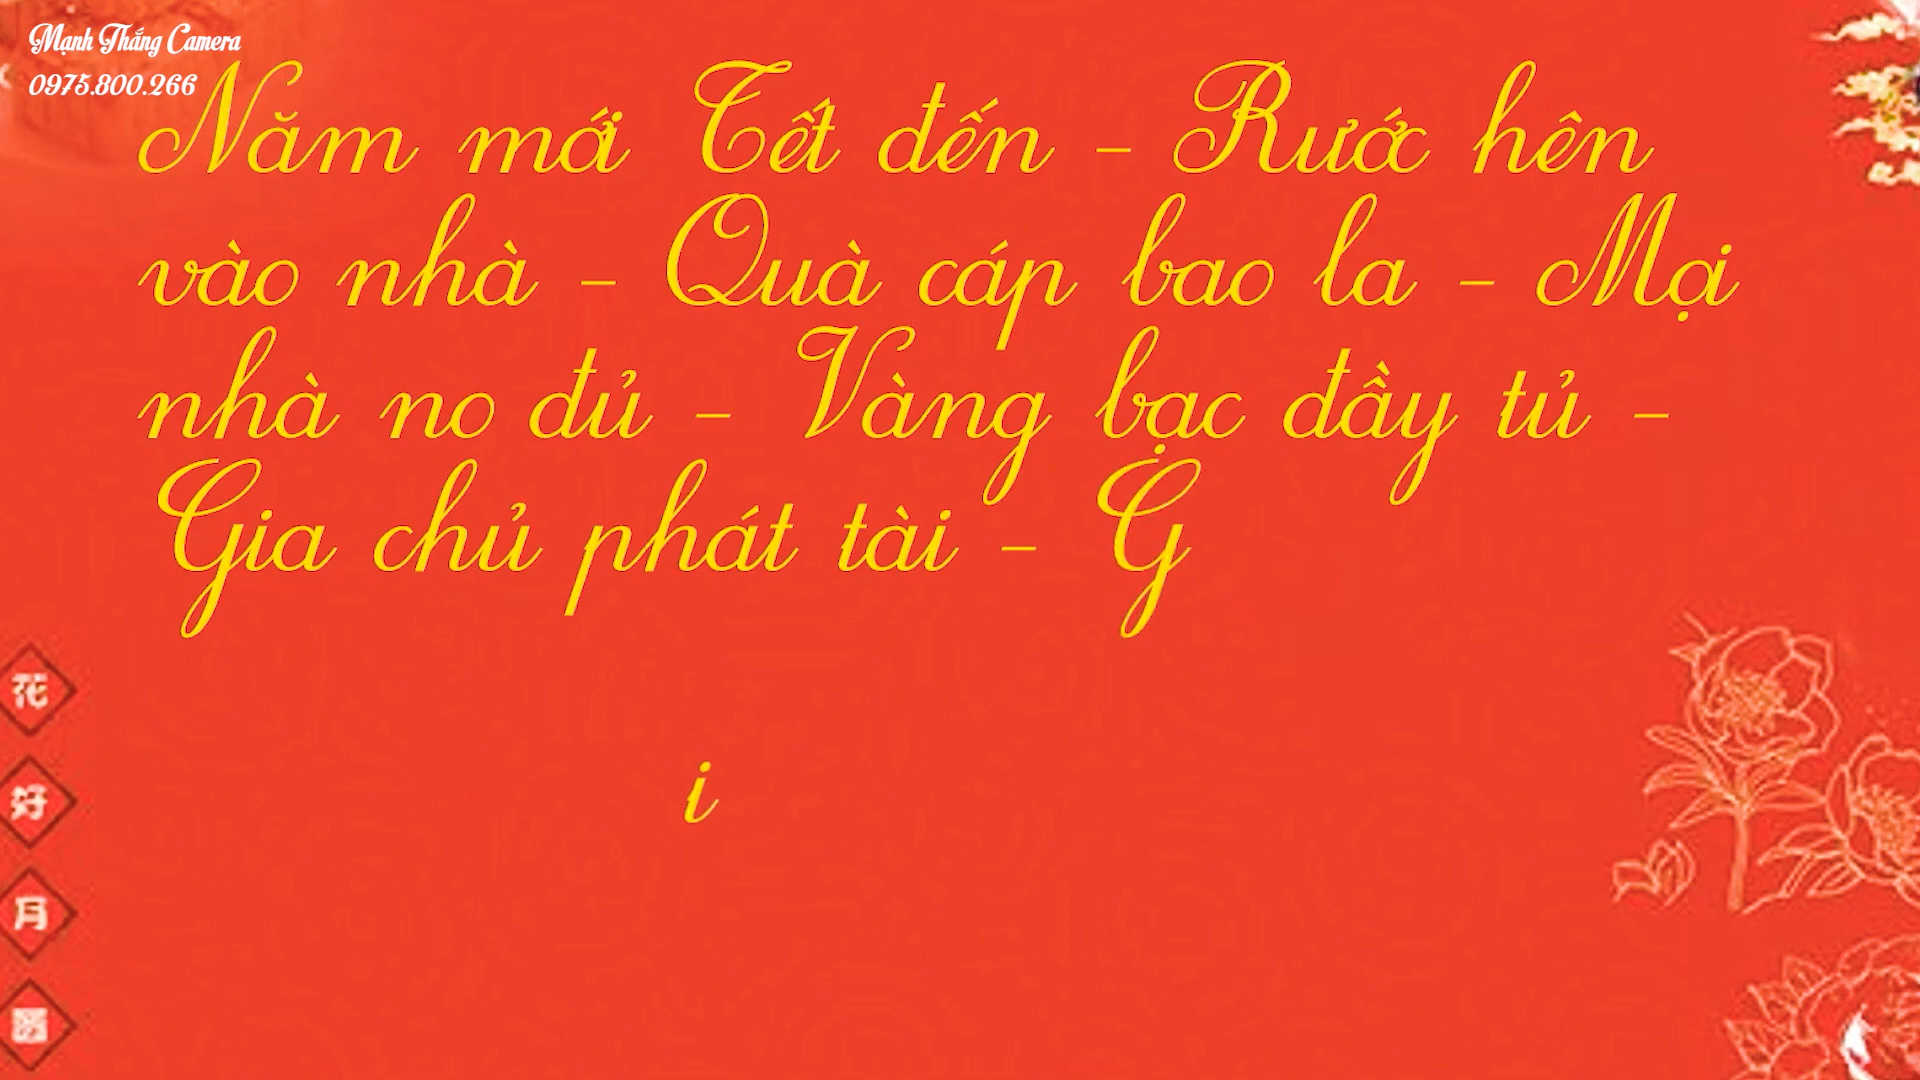 Mạnh Thắng Camera
0975.800.266
Năm mới Tết đến – Rước hên
vào nhà – Quà cáp bao la – Mọi
nhà no đủ – Vàng bạc đầy tủ –
Gia chủ phát tài – G
i
花
好
月
圆